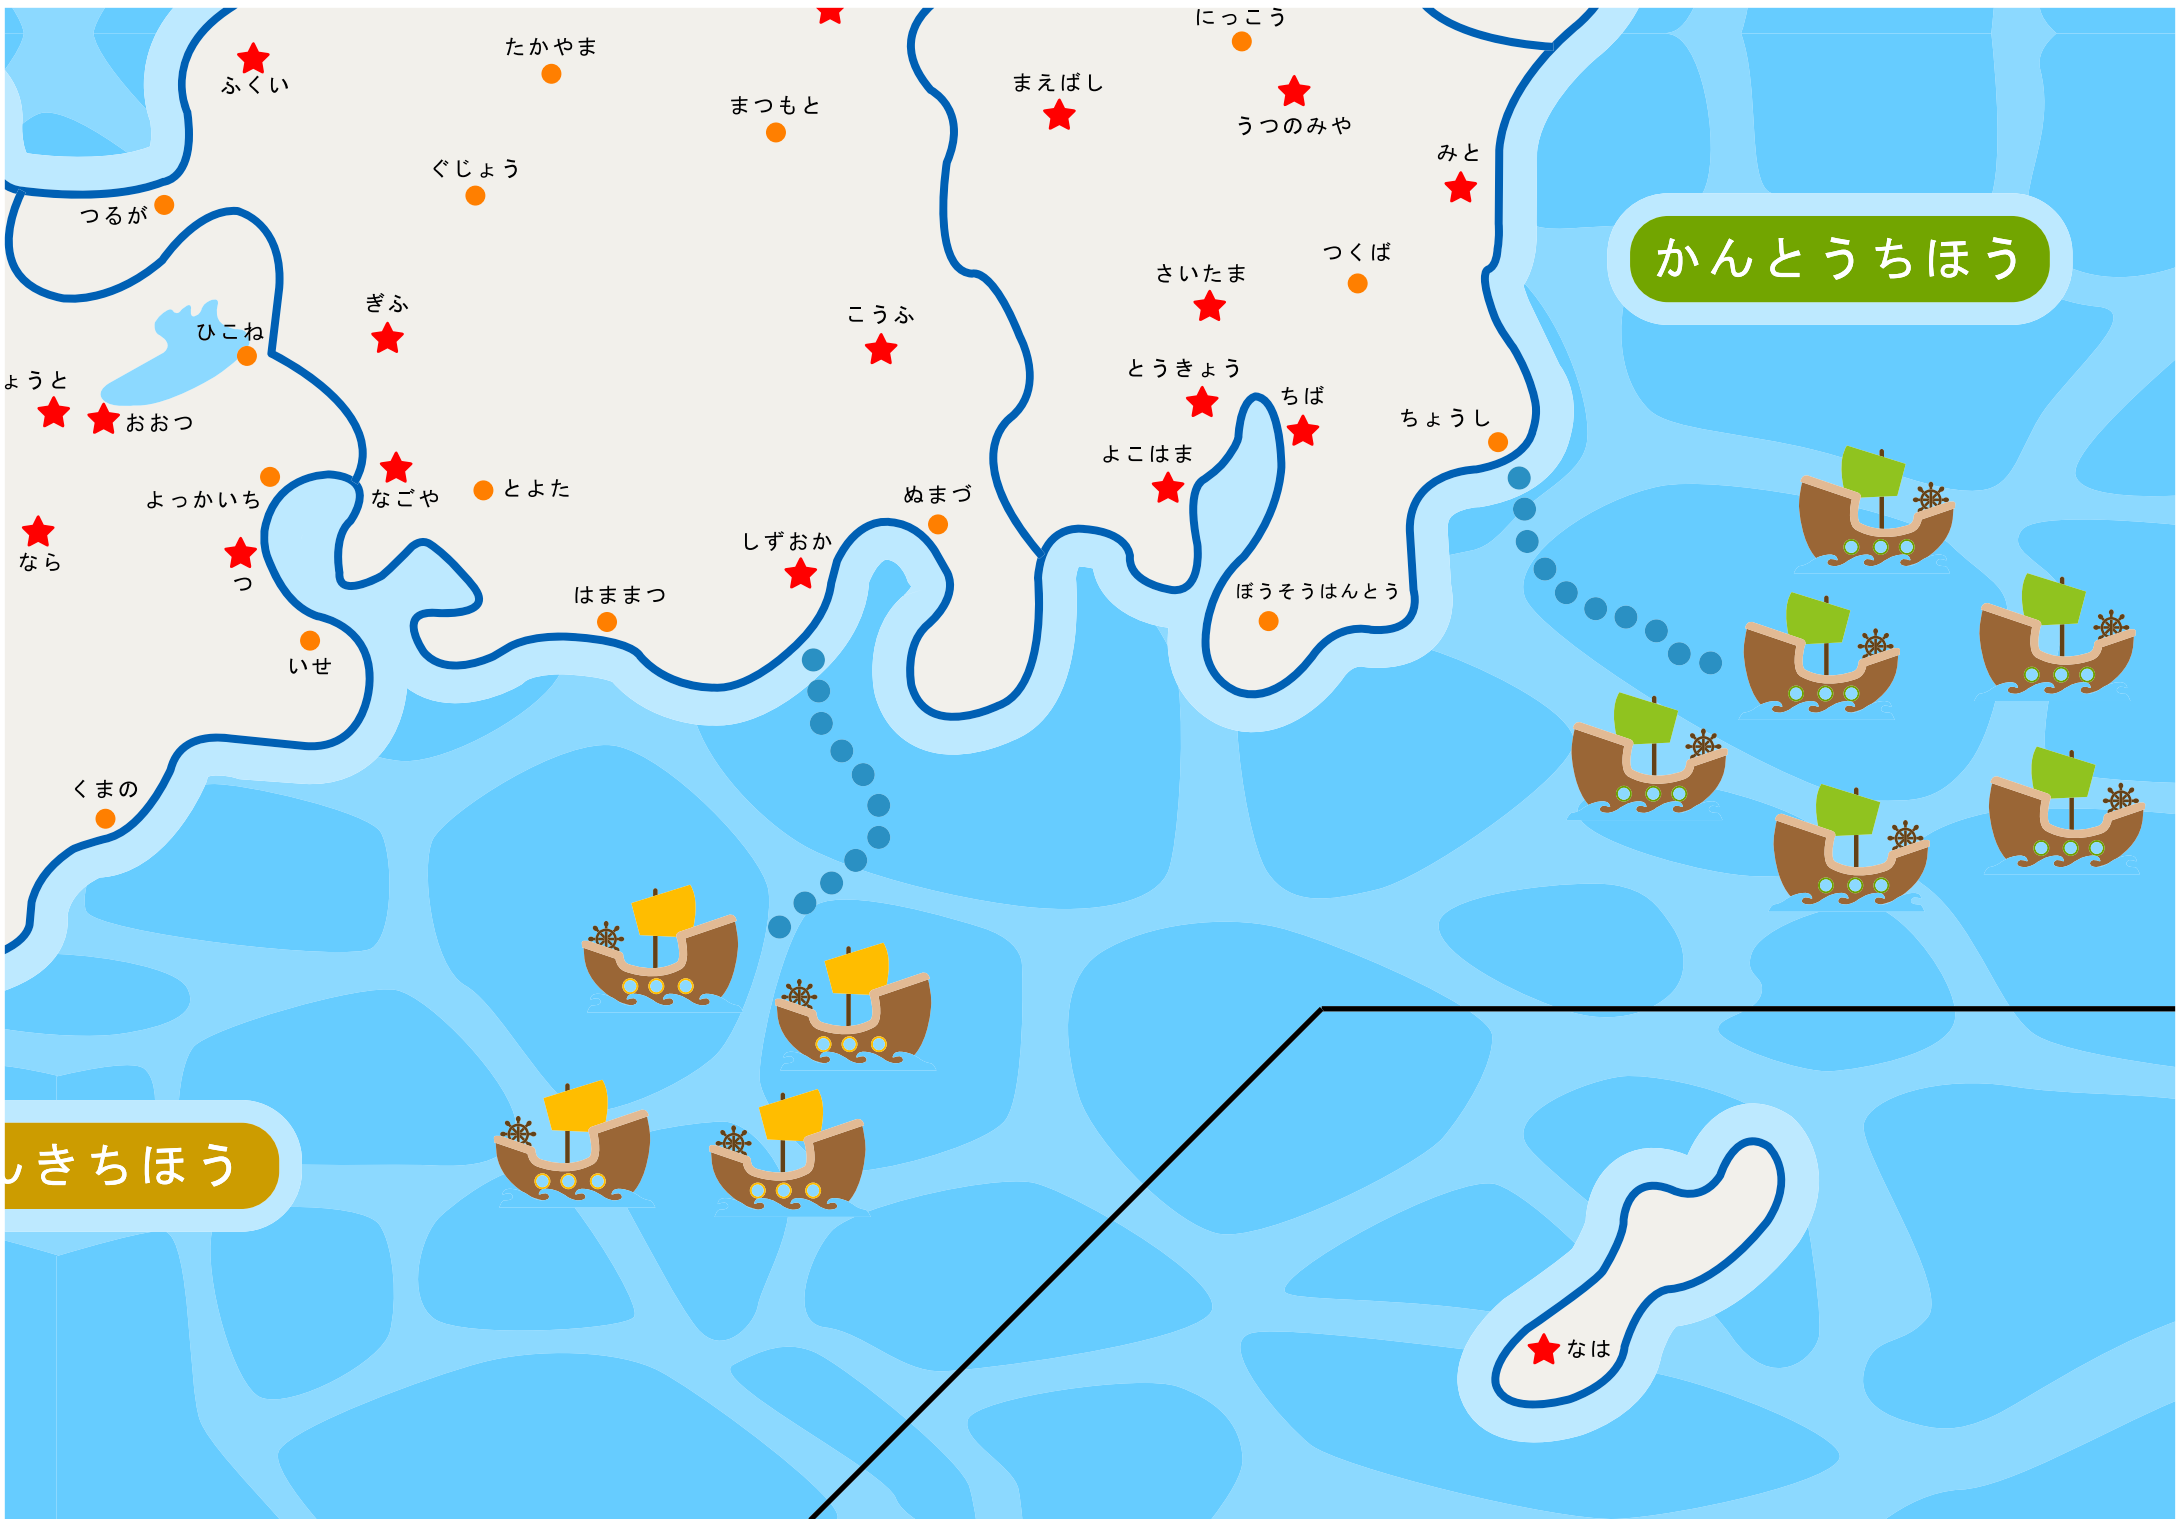 にっこう
たかやま
ふくい
まえばし
まつもと
うつのみや
みと
ぐじょう
つるが
つくば
かんとうちほう
さいたま
ぎふ
こうふ
ひこね
とうきょう
ょうと
ちば
おおつ
ちょうし
よこはま
とよた
なごや
よっかいち
ぬまづ
しずおか
なら
つ
はままつ
ぼうそうはんとう
いせ
くまの
んきちほう
なは